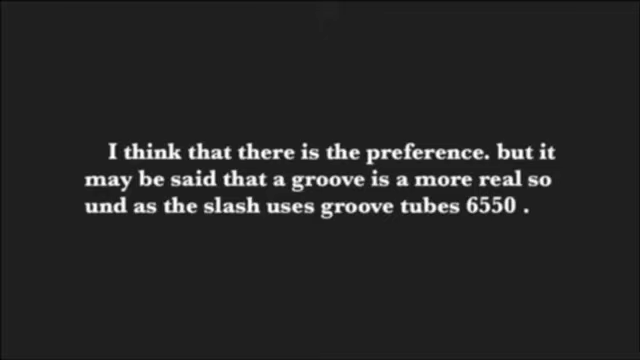 I think that there is the preference. but it
may be said that a groove is a more real so
und as the slash uses groove tubes 6550 .